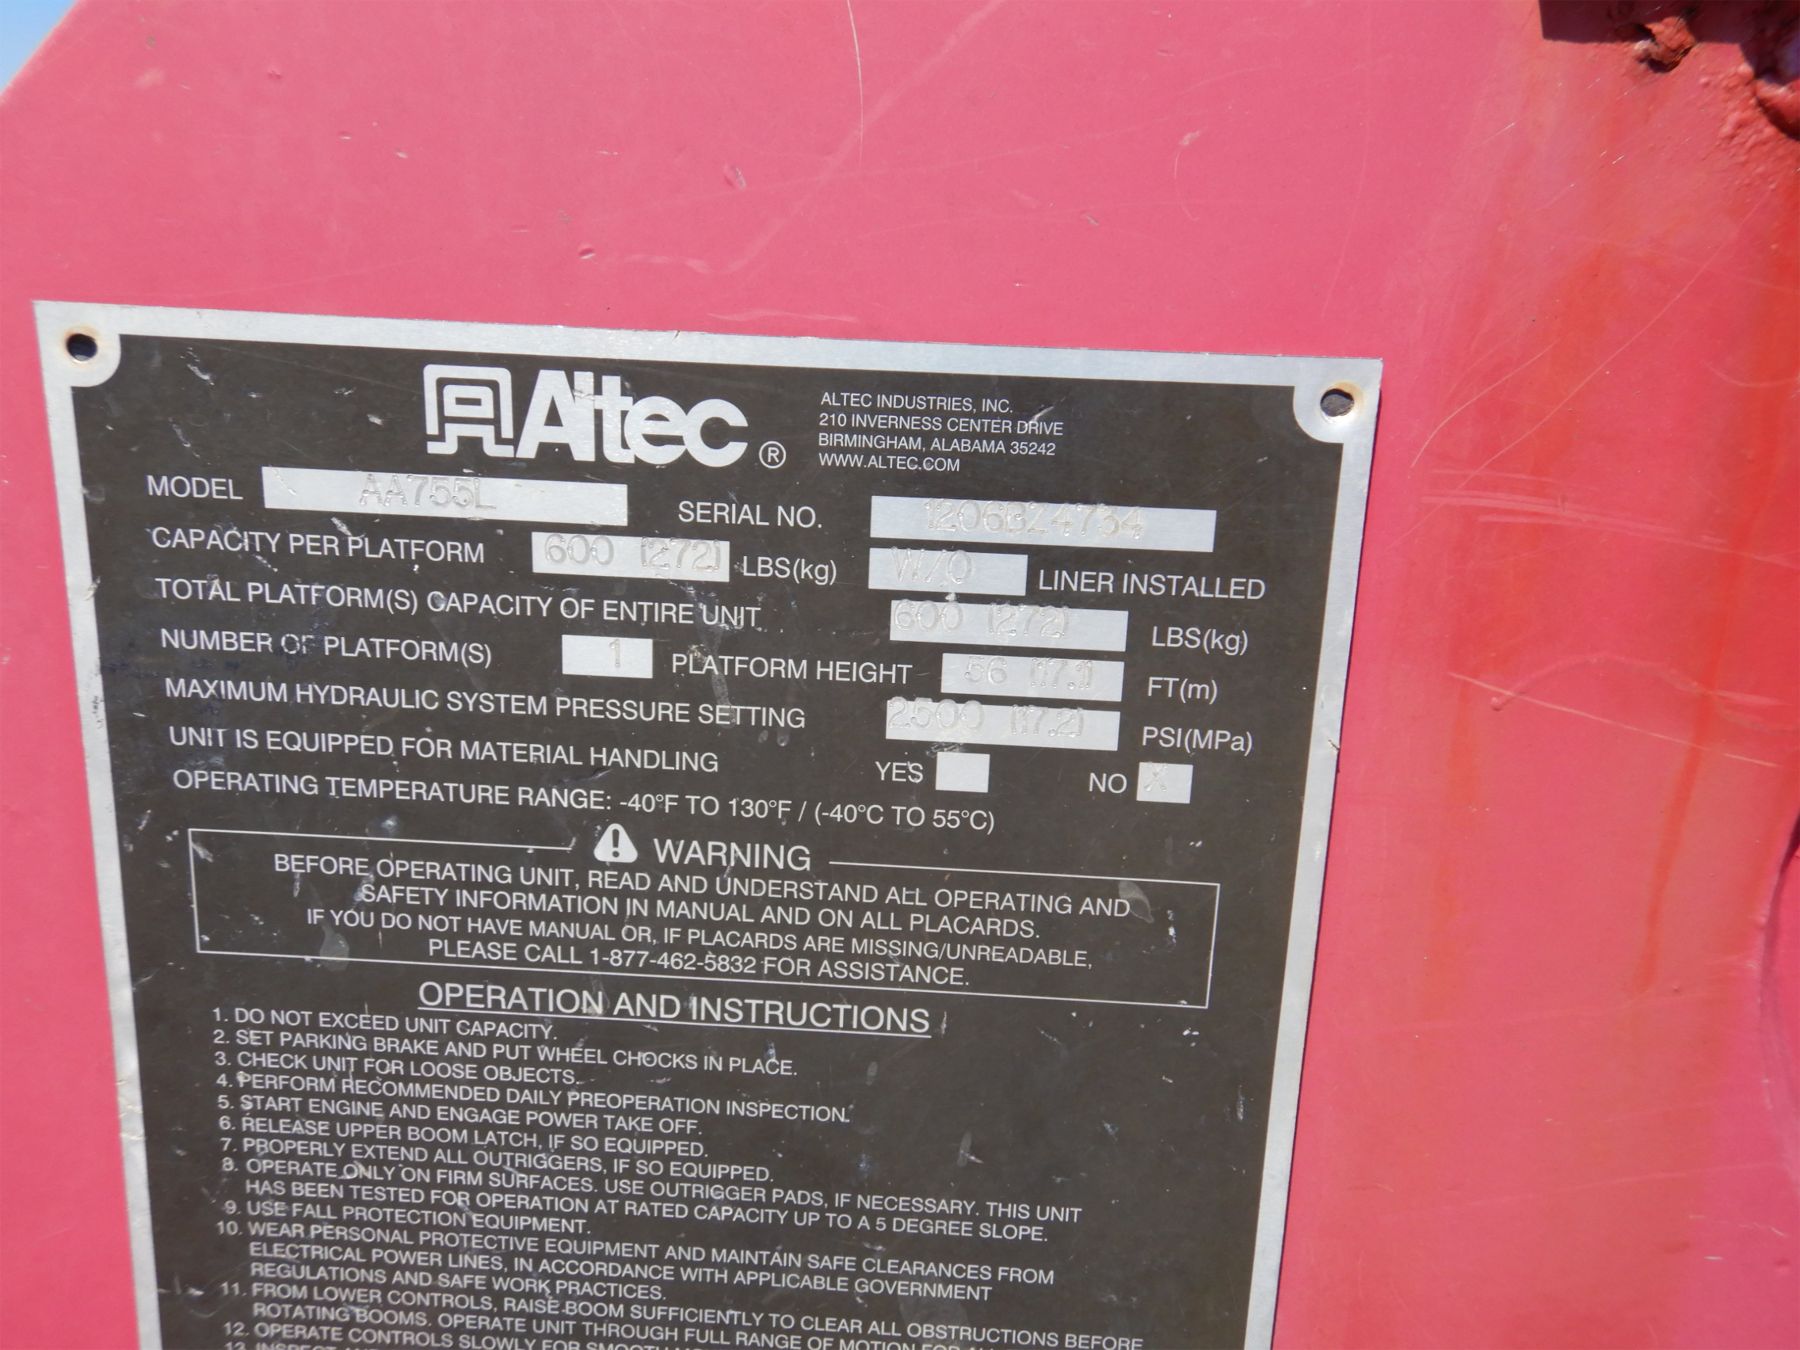 Altec ®
ALTEC INDUSTRIES, INC.
210 INVERNESS CENTER DRIVE
BIRMINGHAM, ALABAMA 35242
WWW.ALTEC.COM
MODEL AA755L SERIAL NO. 1206BZ4734
CAPACITY PER PLATFORM 600 (272) LBS(kg) W/O LINER INSTALLED
TOTAL PLATFORM(S) CAPACITY OF ENTIRE UNIT 600 (272) LBS(kg)
NUMBER OF PLATFORM(S) 1 PLATFORM HEIGHT 56 (17.1) FT(m)
MAXIMUM HYDRAULIC SYSTEM PRESSURE SETTING 2500 (17.2) PSI(MPa)
UNIT IS EQUIPPED FOR MATERIAL HANDLING YES NO X
OPERATING TEMPERATURE RANGE: -40°F TO 130°F / (-40°C TO 55°C)
WARNING
BEFORE OPERATING UNIT, READ AND UNDERSTAND ALL OPERATING AND
SAFETY INFORMATION IN MANUAL AND ON ALL PLACARDS.
IF YOU DO NOT HAVE MANUAL OR, IF PLACARDS ARE MISSING/UNREADABLE,
PLEASE CALL 1-877-462-5832 FOR ASSISTANCE.
OPERATION AND INSTRUCTIONS
1. DO NOT EXCEED UNIT CAPACITY.
2. SET PARKING BRAKE AND PUT WHEEL CHOCKS IN PLACE.
3. CHECK UNIT FOR LOOSE OBJECTS.
4. PERFORM RECOMMENDED DAILY PREOPERATION INSPECTION.
5. START ENGINE AND ENGAGE POWER TAKE OFF.
6. RELEASE UPPER BOOM LATCH, IF SO EQUIPPED.
7. PROPERLY EXTEND ALL OUTRIGGERS, IF SO EQUIPPED.
8. OPERATE ONLY ON FIRM SURFACES. USE OUTRIGGER PADS, IF NECESSARY. THIS UNIT
HAS BEEN TESTED FOR OPERATION AT RATED CAPACITY UP TO A 5 DEGREE SLOPE.
9. USE FALL PROTECTION EQUIPMENT.
10. WEAR PERSONAL PROTECTIVE EQUIPMENT AND MAINTAIN SAFE CLEARANCES FROM
ELECTRICAL POWER LINES, IN ACCORDANCE WITH APPLICABLE GOVERNMENT
REGULATIONS AND SAFE WORK PRACTICES.
11. FROM LOWER CONTROLS, RAISE BOOM SUFFICIENTLY TO CLEAR ALL OBSTRUCTIONS BEFORE
ROTATING BOOMS. OPERATE UNIT THROUGH FULL RANGE OF MOTION FOR
12. OPERATE CONTROLS SLOWLY FOR SMOOTH
13. INSPECT